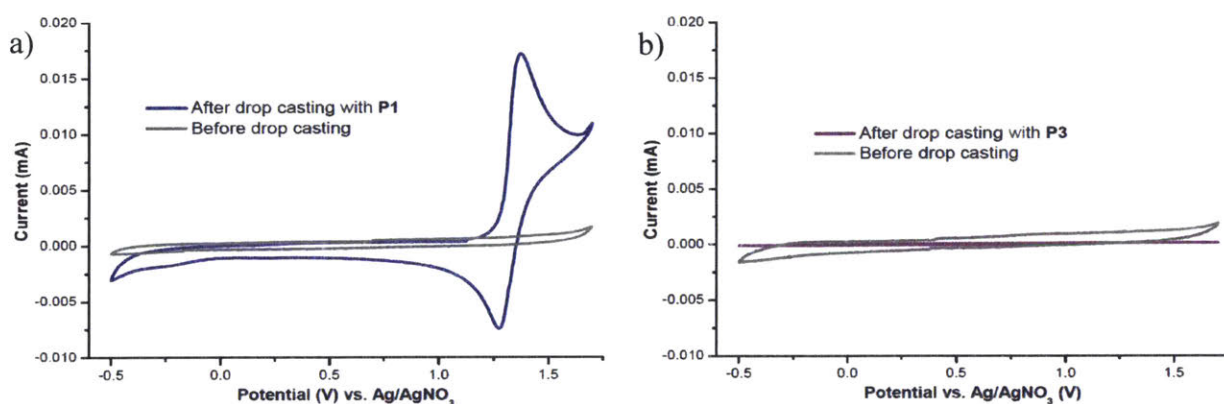 a)
0.020
0.015
0.010
0.005
0.000
-0.005
-0.010
Current (mA)
After drop casting with P1
Before drop casting
-0.5
0.0
0.5
1.0
1.5
Potential (V) vs. Ag/AgNO3
b)
0.020
0.015
0.010
0.005
0.000
-0.005
-0.010
Current (mA)
After drop casting with P3
Before drop casting
-0.5
0.0
0.5
1.0
1.5
Potential vs. Ag/AgNO3 (V)